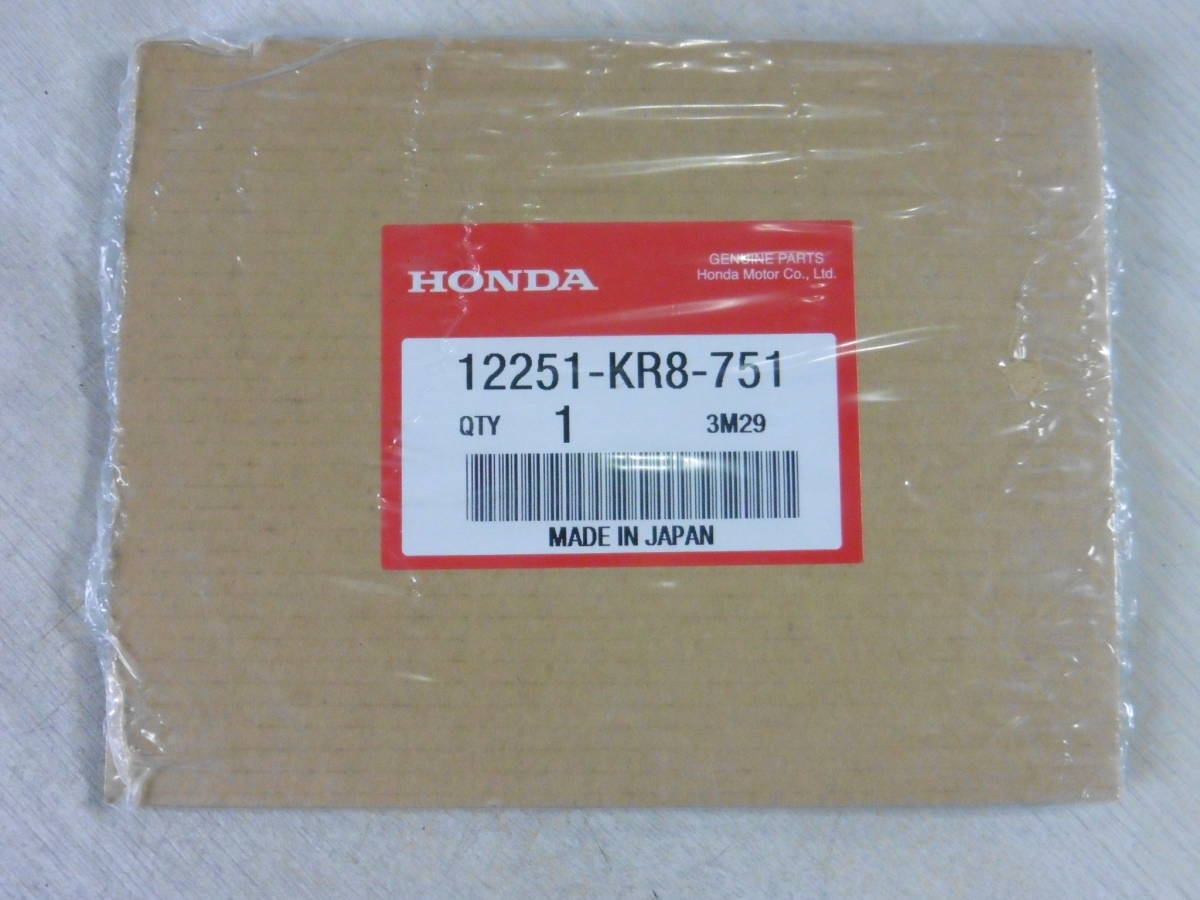 HONDA
GENUINE PARTS
Honda Motor Co., Ltd.
12251-KR8-751
QTY 1 3M29
MADE IN JAPAN